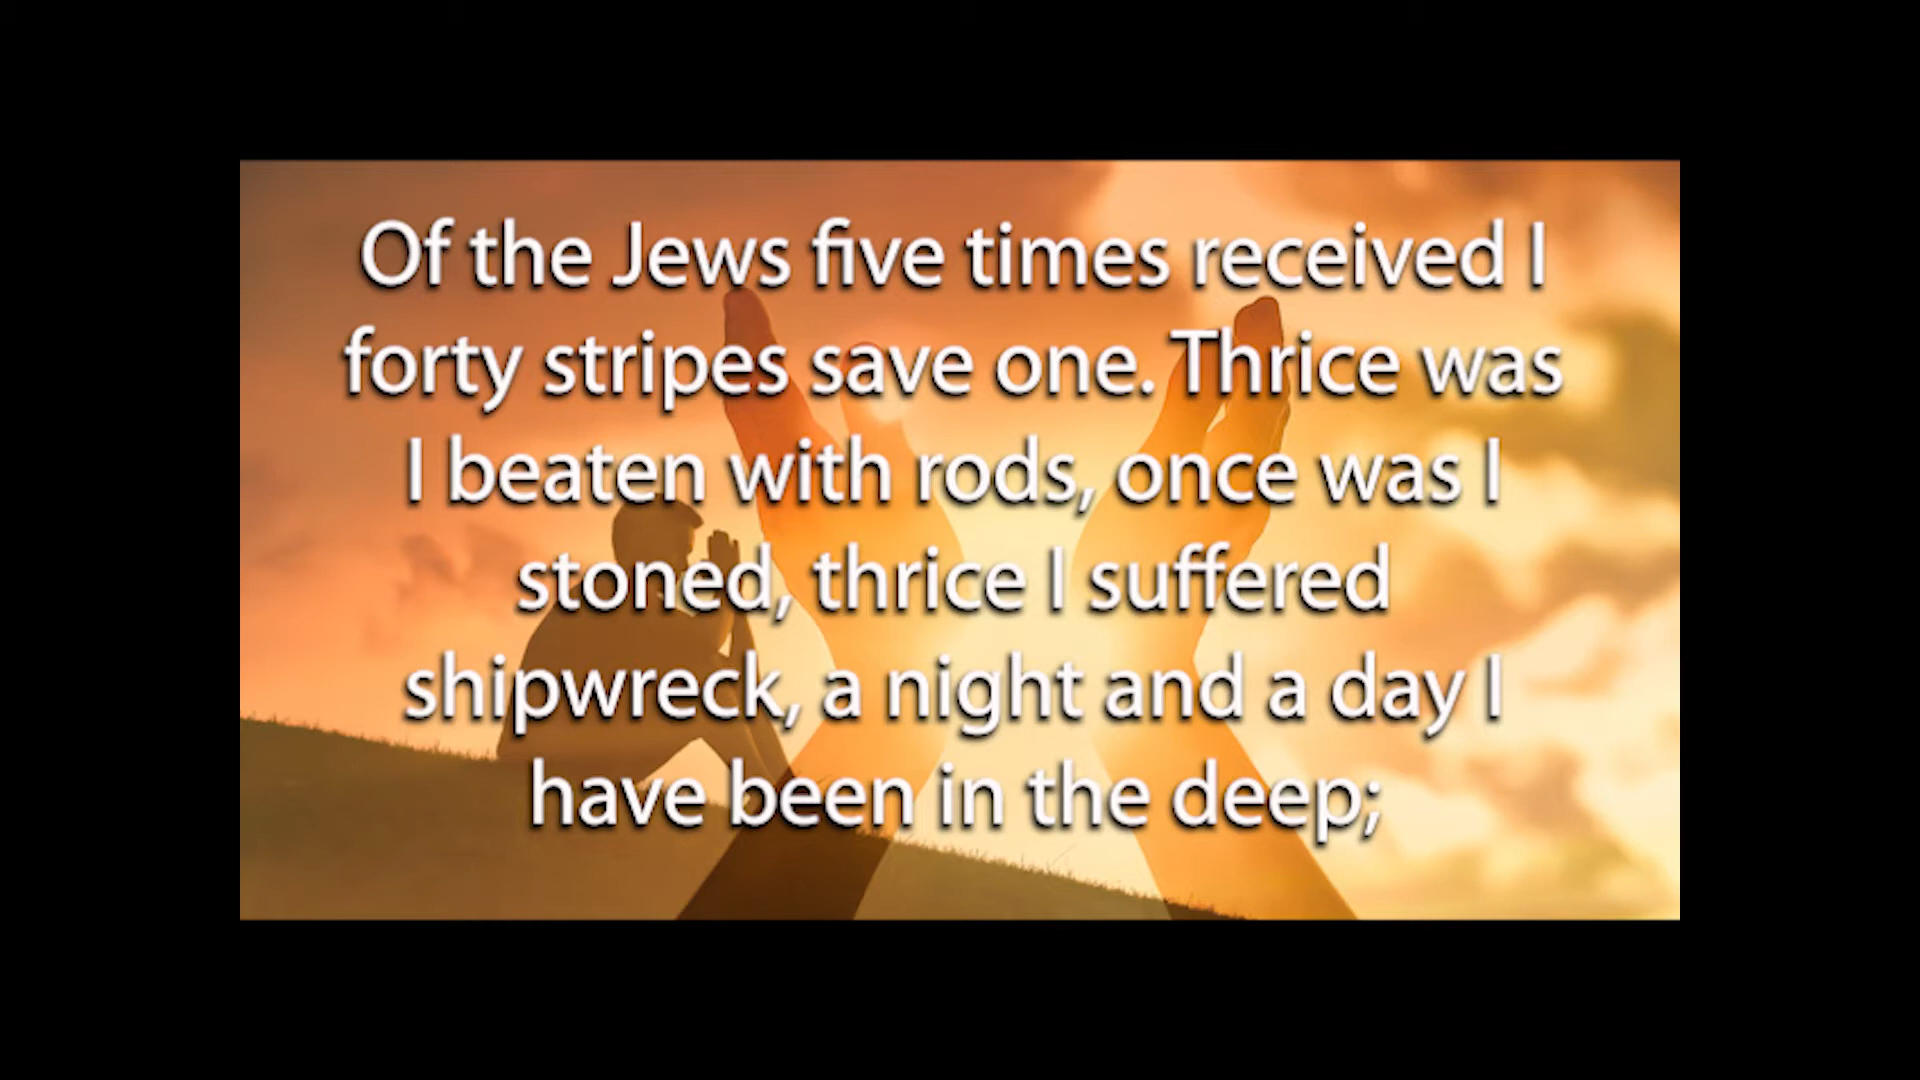 Of the Jews five times received I
forty stripes save one. Thrice was
I beaten with rods, once was I
stoned, thrice I suffered
shipwreck, a night and a day I
have been in the deep;